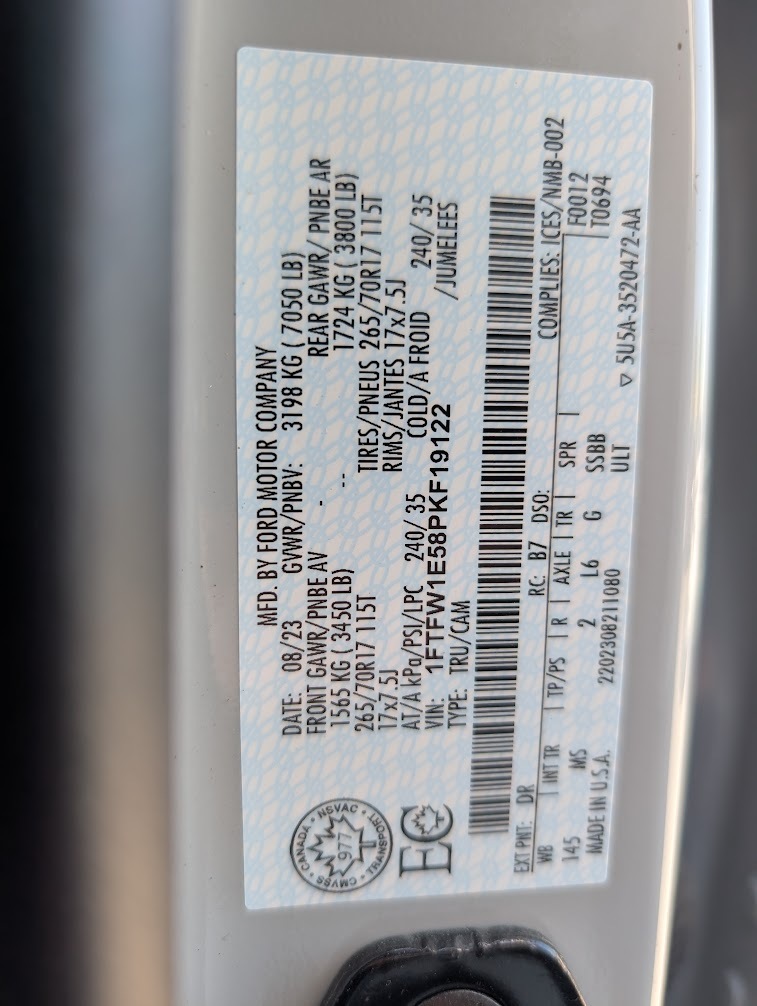 MFD. BY FORD MOTOR COMPANY
DATE: 08/23 GVWR/PNBV: 3198 KG ( 7050 LB)
FRONT GAWR/PNBE AV - REAR GAWR/ PNBE AR
1565 KG ( 3450 LB) -- 1724 KG ( 3800 LB)
265/70R17 115T TIRES/PNEUS 265/70R17 115T
17x7.5J RIMS/JANTES 17x7.5J
AT/A kPa/PSI/LPC 240/ 35 COLD/A FROID 240/ 35
VIN: 1FTFW1E58PKF19122 /JUMELEES
TYPE: TRU/CAM
CANADA • NSVAC • TRANSPORT • CMVSS •
977
T
EC
COMPLIES: ICES/NMB-002
EXT PNT: DR RC: B7 DSO: F0012
WB | INT TR | TP/PS | R | AXLE | TR | SPR | T0694
145 MS 2 L6 G SSBB
MADE IN U.S.A. 2202308211080 ULT ▽ 5U5A-3520472-AA